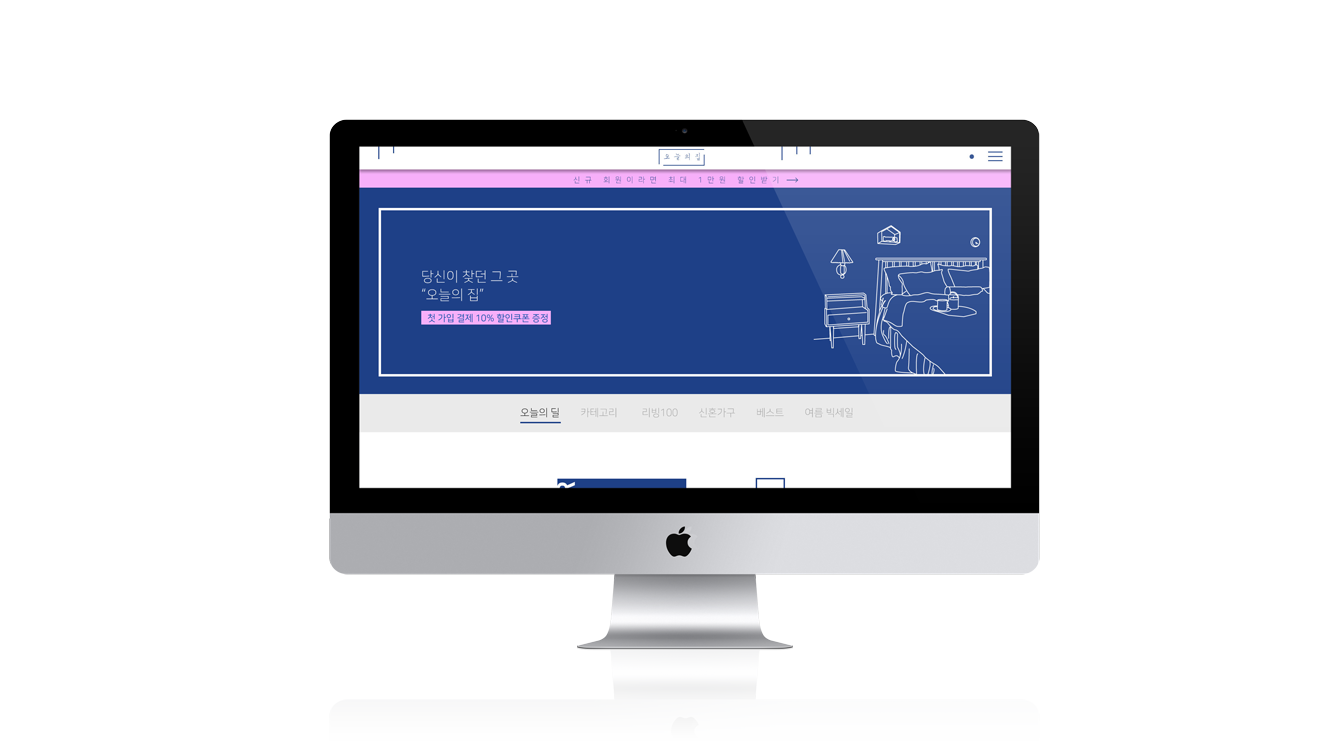 오늘의집
신규 회원이라면 최대 1만원 할인받기
당신이 찾던 그 곳
“오늘의 집”
첫 가입 결제 10% 할인쿠폰 증정
오늘의 딜 카테고리 리빙100 신혼가구 베스트 여름 빅세일